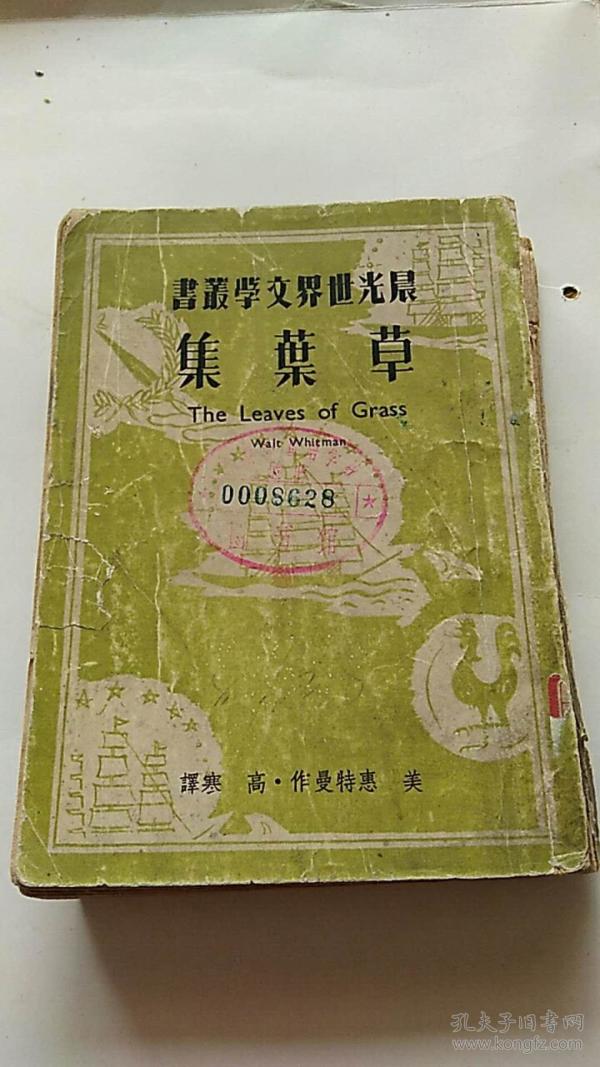 晨光世界文學叢書
草葉集
The Leaves of Grass
Walt Whitman
0008628
美 惠特曼作·高 寒譯
孔夫子旧书网
www.kongfz.com